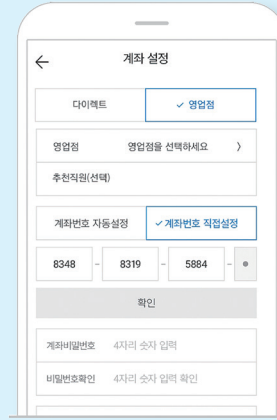 계좌 설정
다이렉트 ✓ 영업점
영업점 영업점을 선택하세요 〉
추천직원(선택)
계좌번호 자동설정 ✓ 계좌번호 직접설정
8348 - 8319 - 5884 - ●
확인
계좌비밀번호 4자리 숫자 입력
비밀번호확인 4자리 숫자 입력 확인